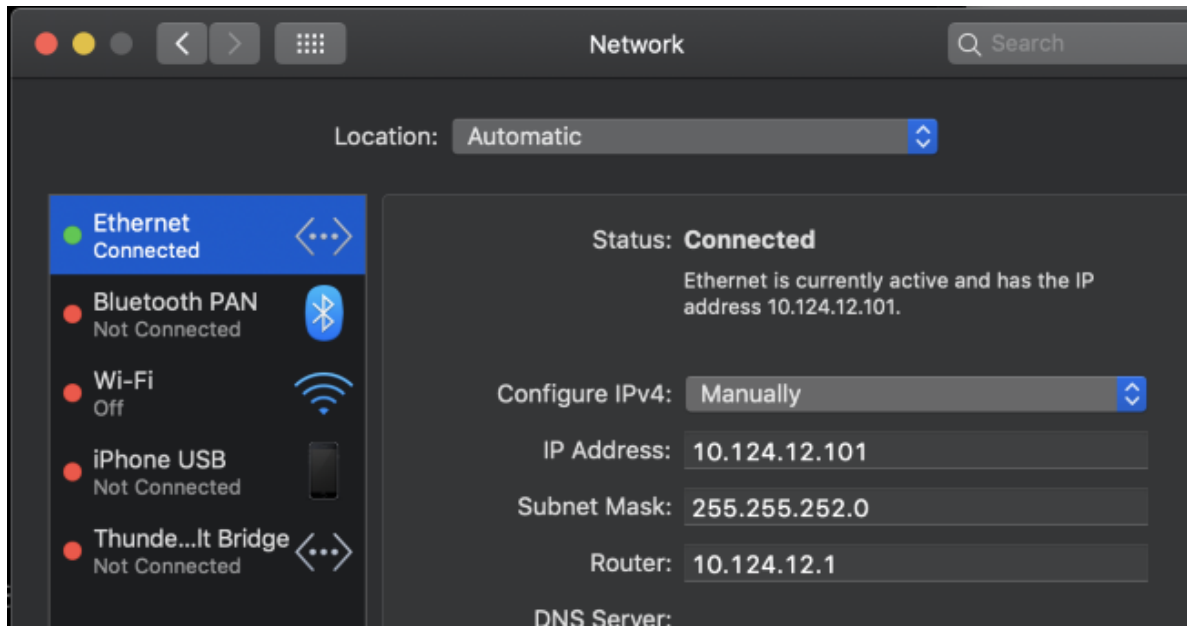 Network
Search
Location: Automatic
Ethernet
Connected
Bluetooth PAN
Not Connected
Wi-Fi
Off
iPhone USB
Not Connected
Thunde...lt Bridge
Not Connected
Status: Connected
Ethernet is currently active and has the IP
address 10.124.12.101.
Configure IPv4: Manually
IP Address: 10.124.12.101
Subnet Mask: 255.255.252.0
Router: 10.124.12.1
DNS Server: